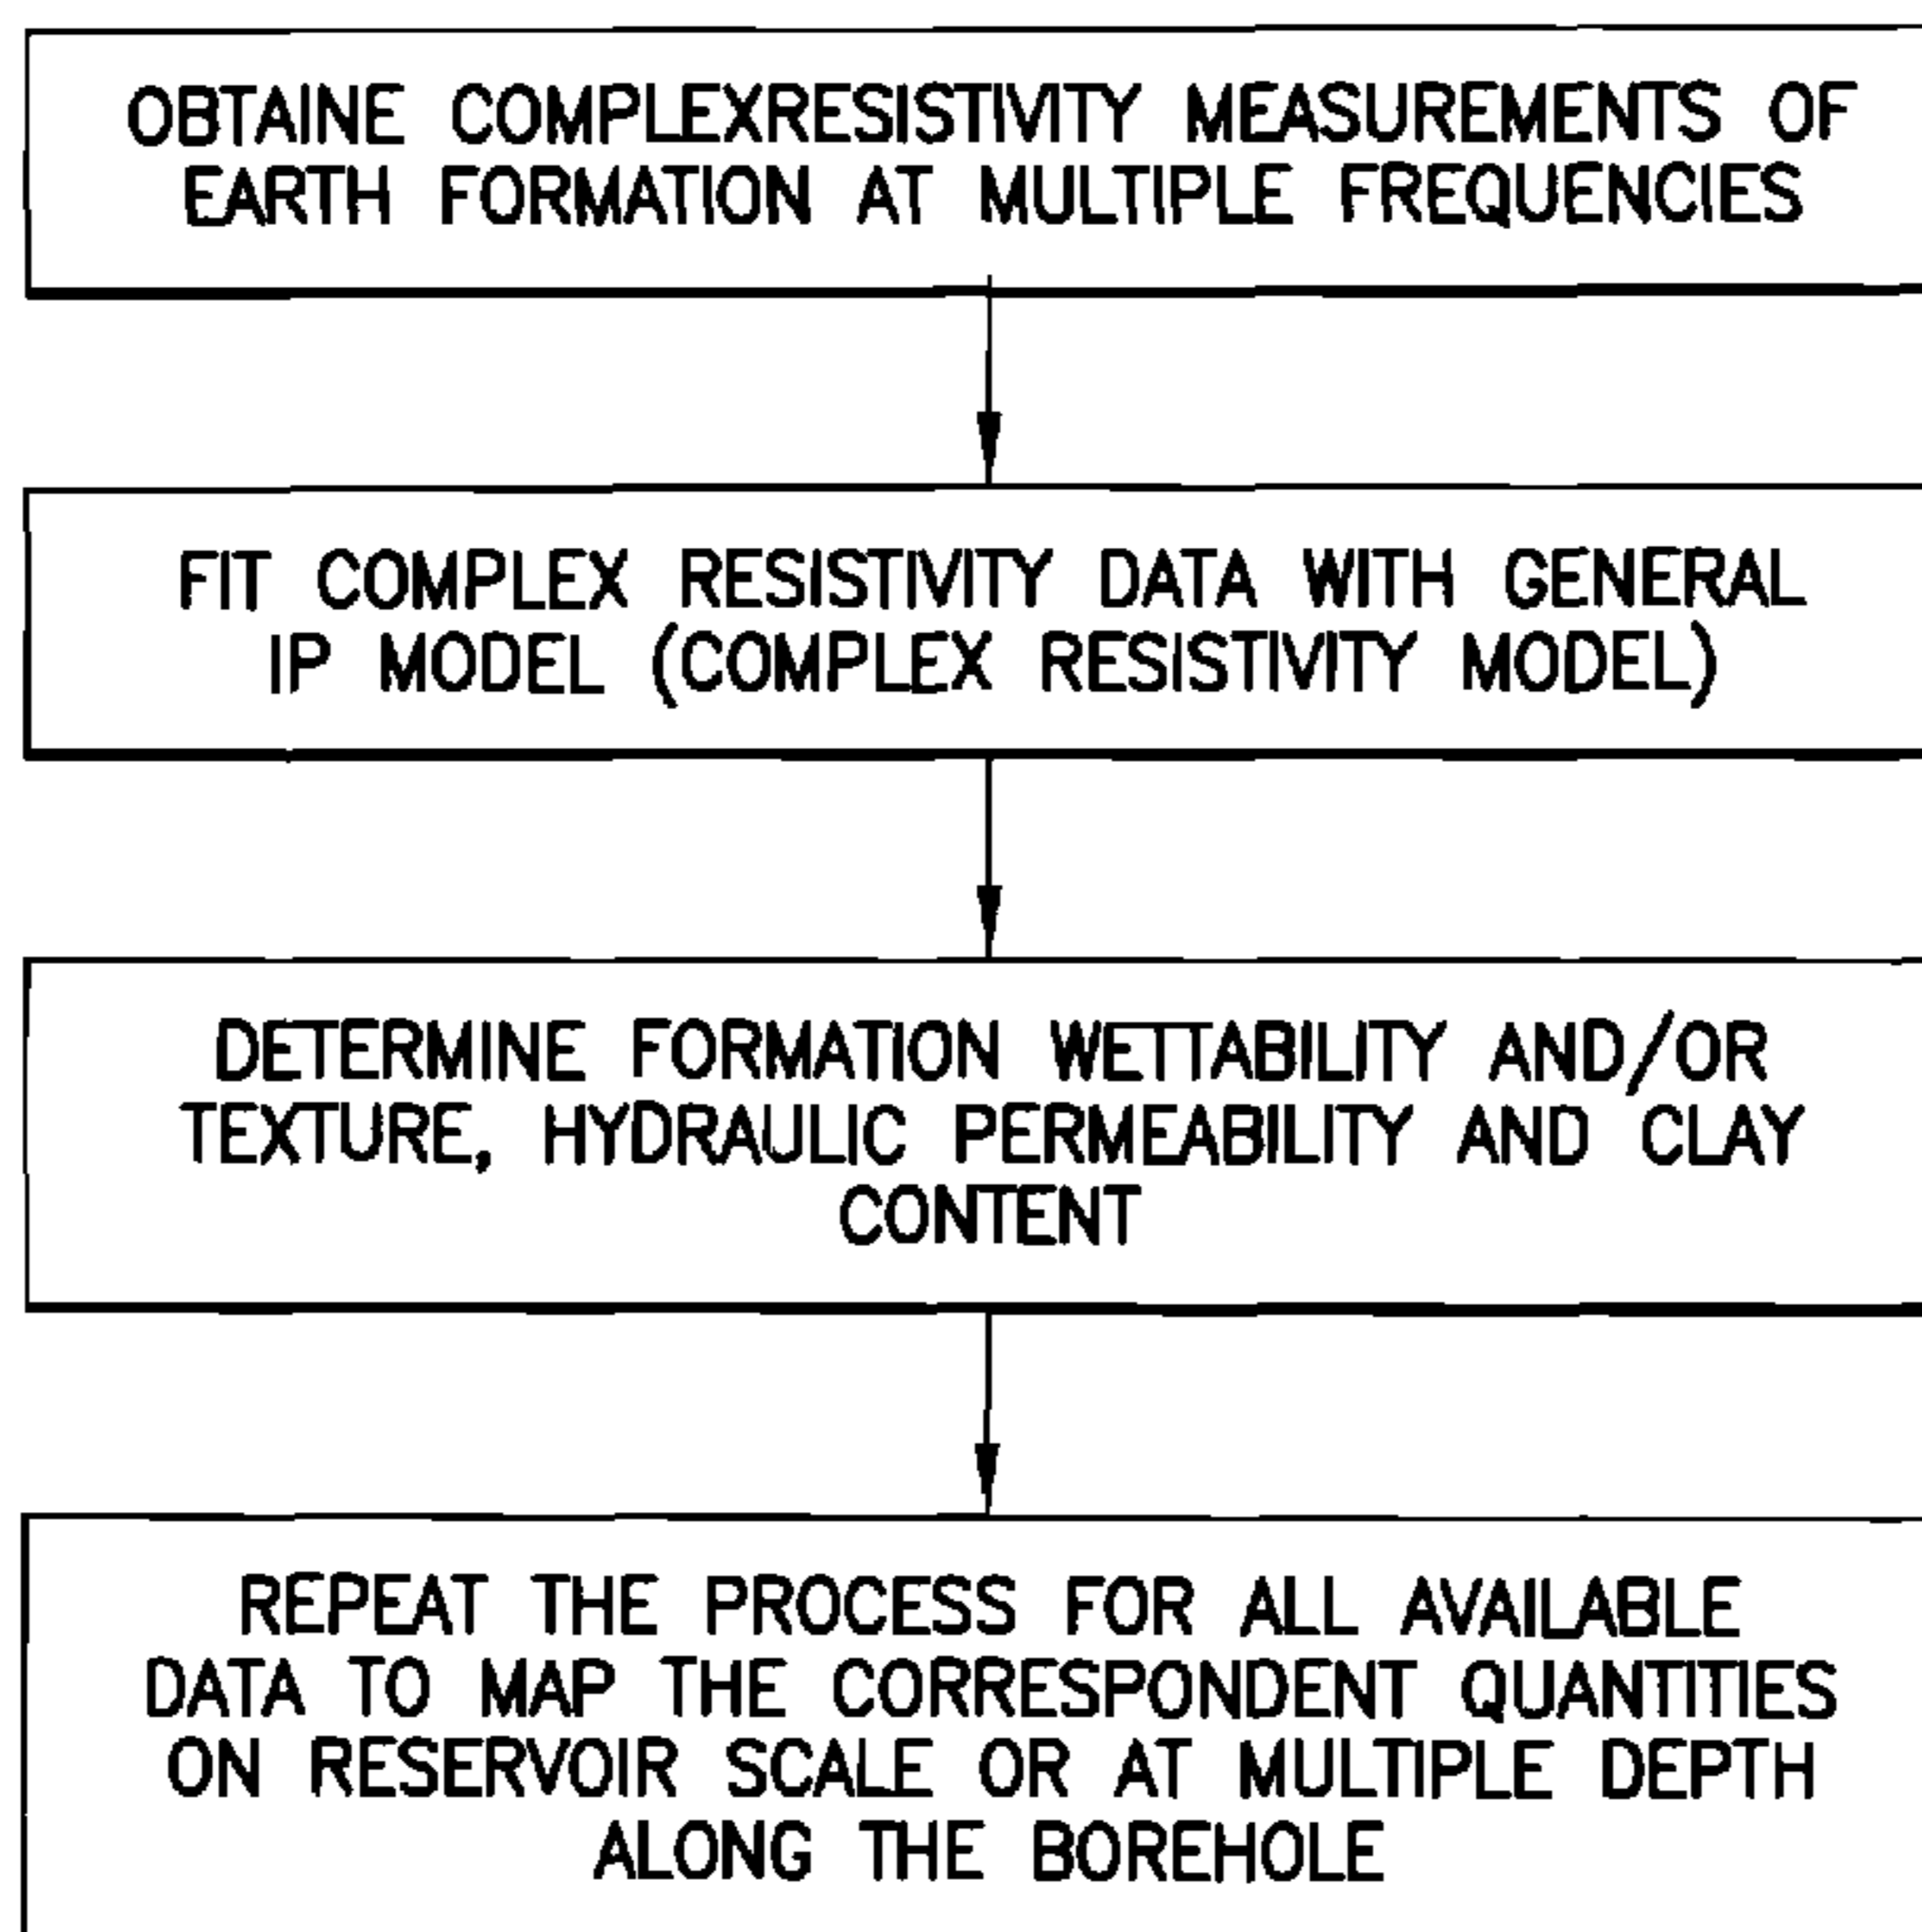 OBTAINE COMPLEXRESISTIVITY MEASUREMENTS OF
EARTH FORMATION AT MULTIPLE FREQUENCIES
FIT COMPLEX RESISTIVITY DATA WITH GENERAL
IP MODEL (COMPLEX RESISTIVITY MODEL)
DETERMINE FORMATION WETTABILITY AND/OR
TEXTURE, HYDRAULIC PERMEABILITY AND CLAY
CONTENT
REPEAT THE PROCESS FOR ALL AVAILABLE
DATA TO MAP THE CORRESPONDENT QUANTITIES
ON RESERVOIR SCALE OR AT MULTIPLE DEPTH
ALONG THE BOREHOLE